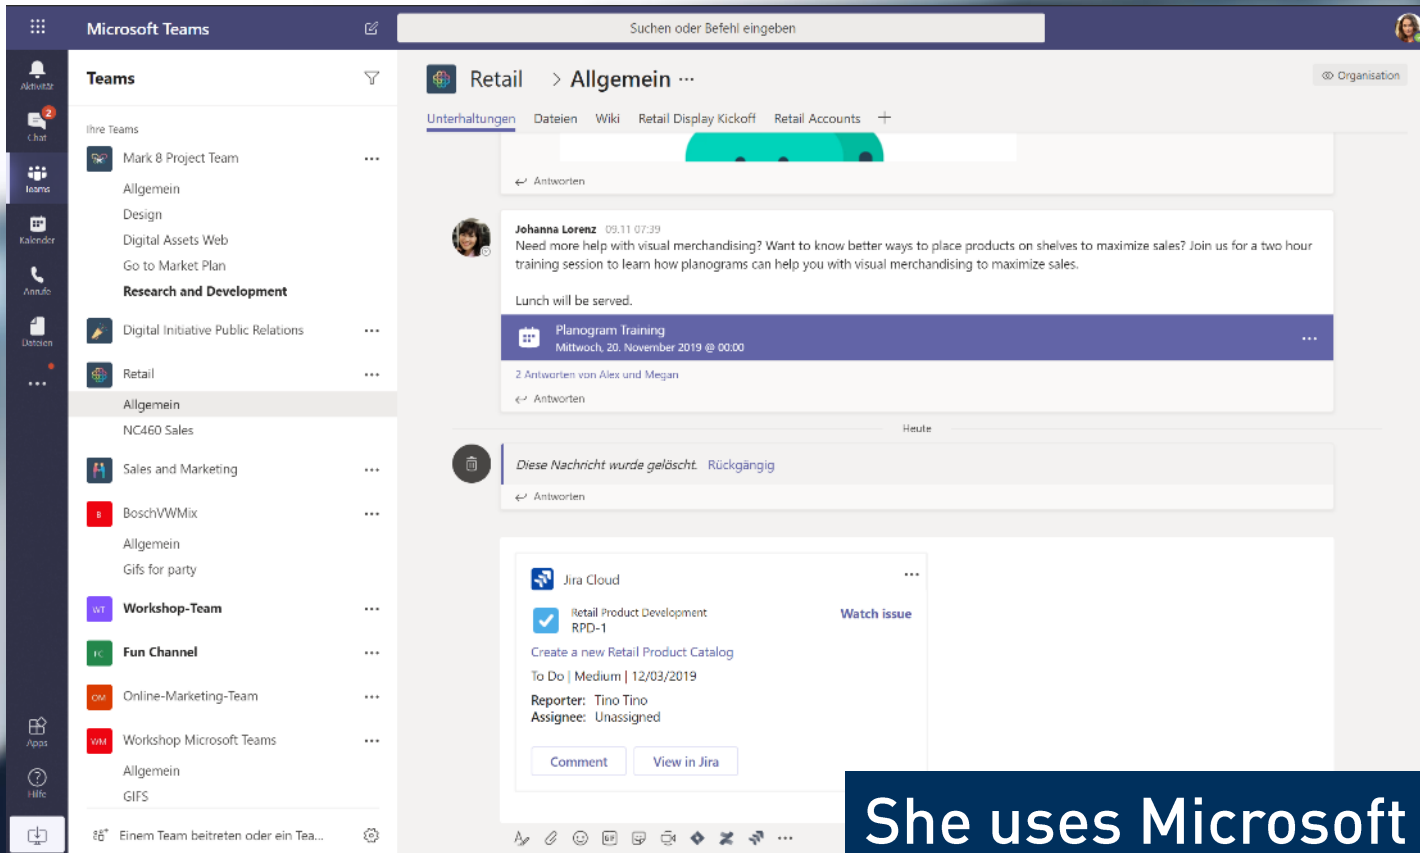 Microsoft Teams
Suchen oder Befehl eingeben
Aktivität
2
Chat
Teams
Kalender
Anrufe
Dateien
Apps
Hilfe
Teams
Ihre Teams
Mark 8 Project Team
Allgemein
Design
Digital Assets Web
Go to Market Plan
Research and Development
Digital Initiative Public Relations
Retail
Allgemein
NC460 Sales
Sales and Marketing
B BoschVWMix
Allgemein
Gifs for party
WT Workshop-Team
FC Fun Channel
OM Online-Marketing-Team
WM Workshop Microsoft Teams
Allgemein
GIFS
Einem Team beitreten oder ein Tea...
Retail > Allgemein ...
Organisation
Unterhaltungen Dateien Wiki Retail Display Kickoff Retail Accounts +
Antworten
Johanna Lorenz 09.11 07:39
Need more help with visual merchandising? Want to know better ways to place products on shelves to maximize sales? Join us for a two hour
training session to learn how planograms can help you with visual merchandising to maximize sales.
Lunch will be served.
Planogram Training
Mittwoch, 20. November 2019 @ 00:00
2 Antworten von Alex und Megan
Antworten
Heute
Diese Nachricht wurde gelöscht. Rückgängig
Antworten
Jira Cloud
Retail Product Development
RPD-1
Watch issue
Create a new Retail Product Catalog
To Do | Medium | 12/03/2019
Reporter: Tino Tino
Assignee: Unassigned
Comment View in Jira
GIF
She uses Microsoft